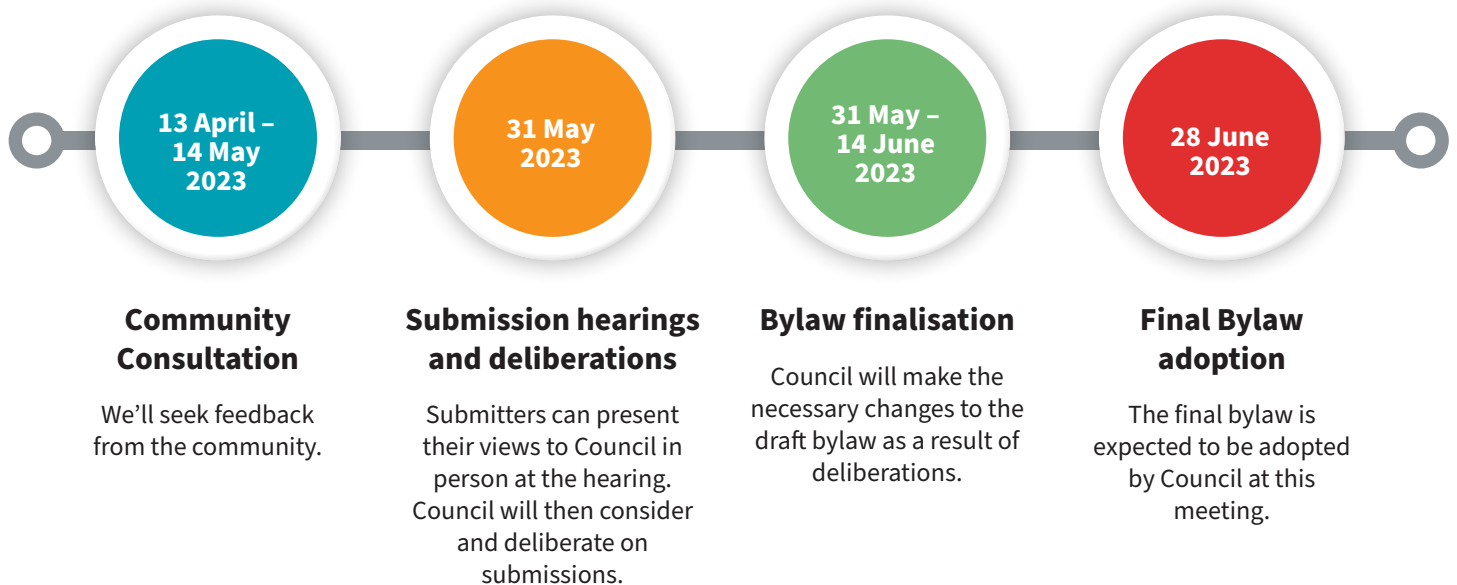 13 April –
14 May
2023
31 May
2023
31 May –
14 June
2023
28 June
2023
Community
Consultation
We’ll seek feedback
from the community.
Submission hearings
and deliberations
Submitters can present
their views to Council in
person at the hearing.
Council will then consider
and deliberate on
submissions.
Bylaw finalisation
Council will make the
necessary changes to the
draft bylaw as a result of
deliberations.
Final Bylaw
adoption
The final bylaw is
expected to be adopted
by Council at this
meeting.